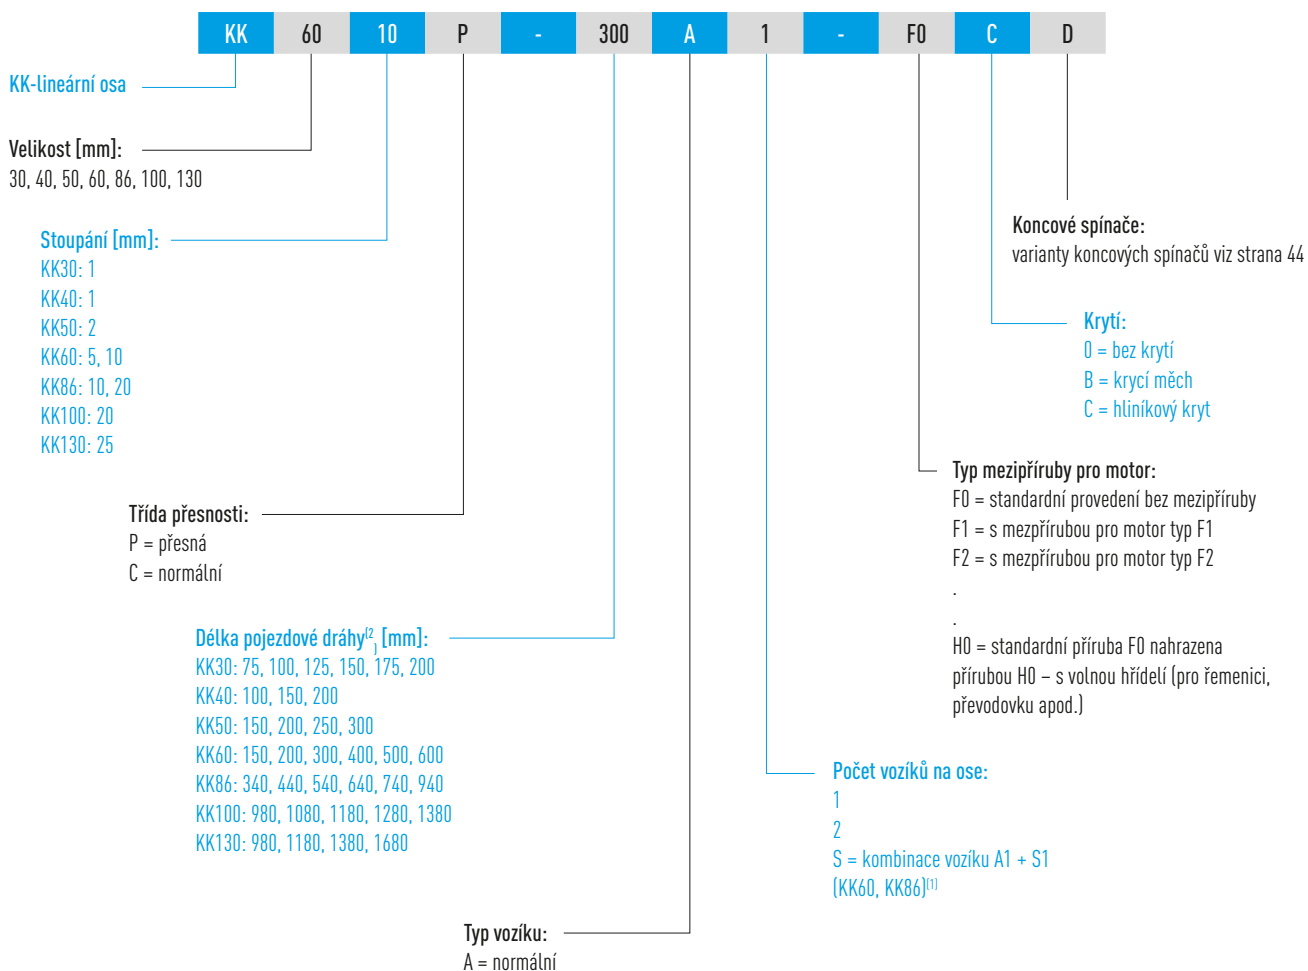 KK 60 10 P - 300 A 1 - F0 C D
KK-lineární osa
Velikost [mm]:
30, 40, 50, 60, 86, 100, 130
Stoupání [mm]:
KK30: 1
KK40: 1
KK50: 2
KK60: 5, 10
KK86: 10, 20
KK100: 20
KK130: 25
Třída přesnosti:
P = přesná
C = normální
Délka pojezdové dráhy(2) [mm]:
KK30: 75, 100, 125, 150, 175, 200
KK40: 100, 150, 200
KK50: 150, 200, 250, 300
KK60: 150, 200, 300, 400, 500, 600
KK86: 340, 440, 540, 640, 740, 940
KK100: 980, 1080, 1180, 1280, 1380
KK130: 980, 1180, 1380, 1680
Typ vozíku:
A = normální
Koncové spínače:
varianty koncových spínačů viz strana 44
Krytí:
0 = bez krytí
B = krycí měch
C = hliníkový kryt
Typ mezipříruby pro motor:
F0 = standardní provedení bez mezipříruby
F1 = s mezpřírubou pro motor typ F1
F2 = s mezpřírubou pro motor typ F2
.
.
H0 = standardní příruba F0 nahrazena
přírubou H0 – s volnou hřídelí (pro řemenici,
převodovku apod.)
Počet vozíků na ose:
1
2
S = kombinace vozíku A1 + S1
(KK60, KK86)(1)